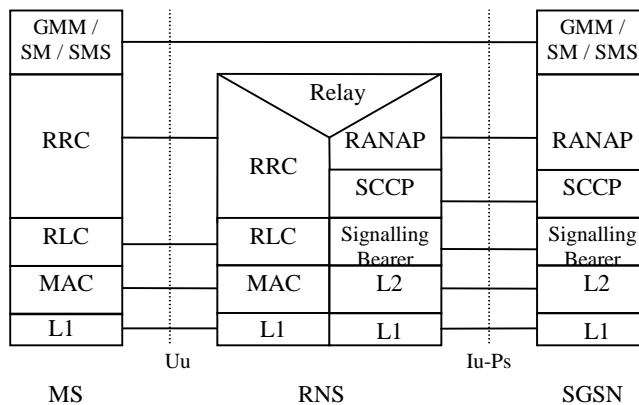 GMM /
SM / SMS
GMM /
SM / SMS
Relay
RRC
RRC
RANAP
RANAP
SCCP
SCCP
RLC
RLC
Signalling
Bearer
Signalling
Bearer
MAC
MAC
L2
L2
L1
L1
L1
L1
Uu
Iu-Ps
MS
RNS
SGSN